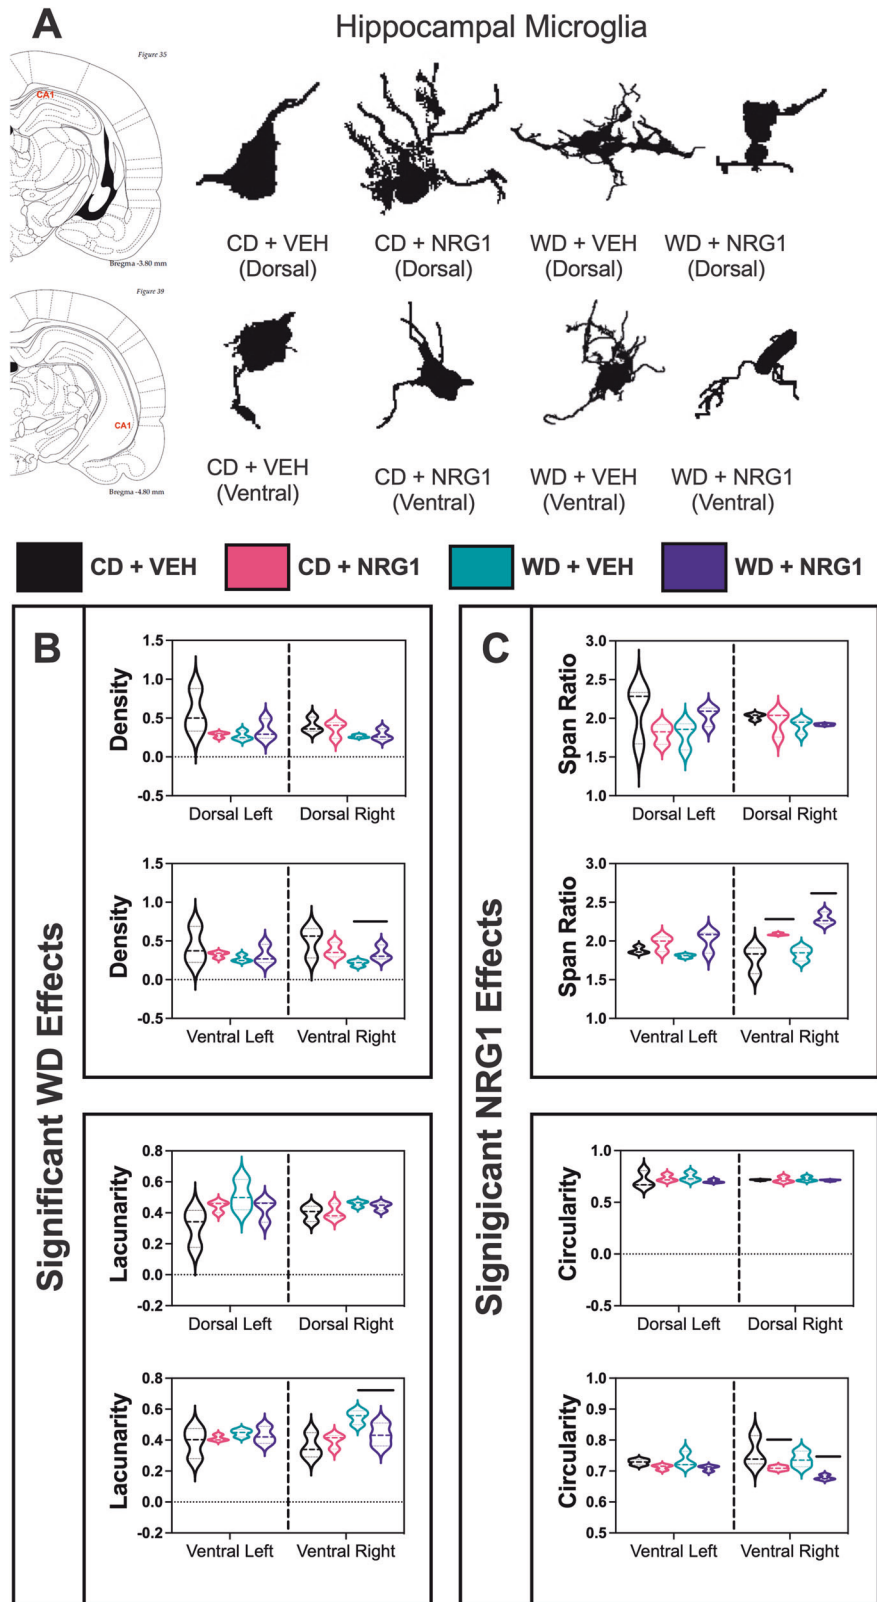 A
Hippocampal Microglia
Figure 35
CA1
Bregma -3.80 mm
CD + VEH
(Dorsal)
CD + NRG1
(Dorsal)
WD + VEH
(Dorsal)
WD + NRG1
(Dorsal)
Figure 39
CA1
Bregma -4.80 mm
CD + VEH
(Ventral)
CD + NRG1
(Ventral)
WD + VEH
(Ventral)
WD + NRG1
(Ventral)
CD + VEH
CD + NRG1
WD + VEH
WD + NRG1
B
Significant WD Effects
Density
1.5
1.0
0.5
0.0
-0.5
Dorsal Left
Dorsal Right
Density
1.5
1.0
0.5
0.0
-0.5
Ventral Left
Ventral Right
Lacunarity
0.8
0.6
0.4
0.2
0.0
-0.2
Dorsal Left
Dorsal Right
Lacunarity
0.8
0.6
0.4
0.2
0.0
-0.2
Ventral Left
Ventral Right
C
Signigicant NRG1 Effects
Span Ratio
3.0
2.5
2.0
1.5
1.0
Dorsal Left
Dorsal Right
Span Ratio
3.0
2.5
2.0
1.5
1.0
Ventral Left
Ventral Right
Circularity
1.0
0.5
0.0
-0.5
Dorsal Left
Dorsal Right
Circularity
1.0
0.9
0.8
0.7
0.6
0.5
Ventral Left
Ventral Right